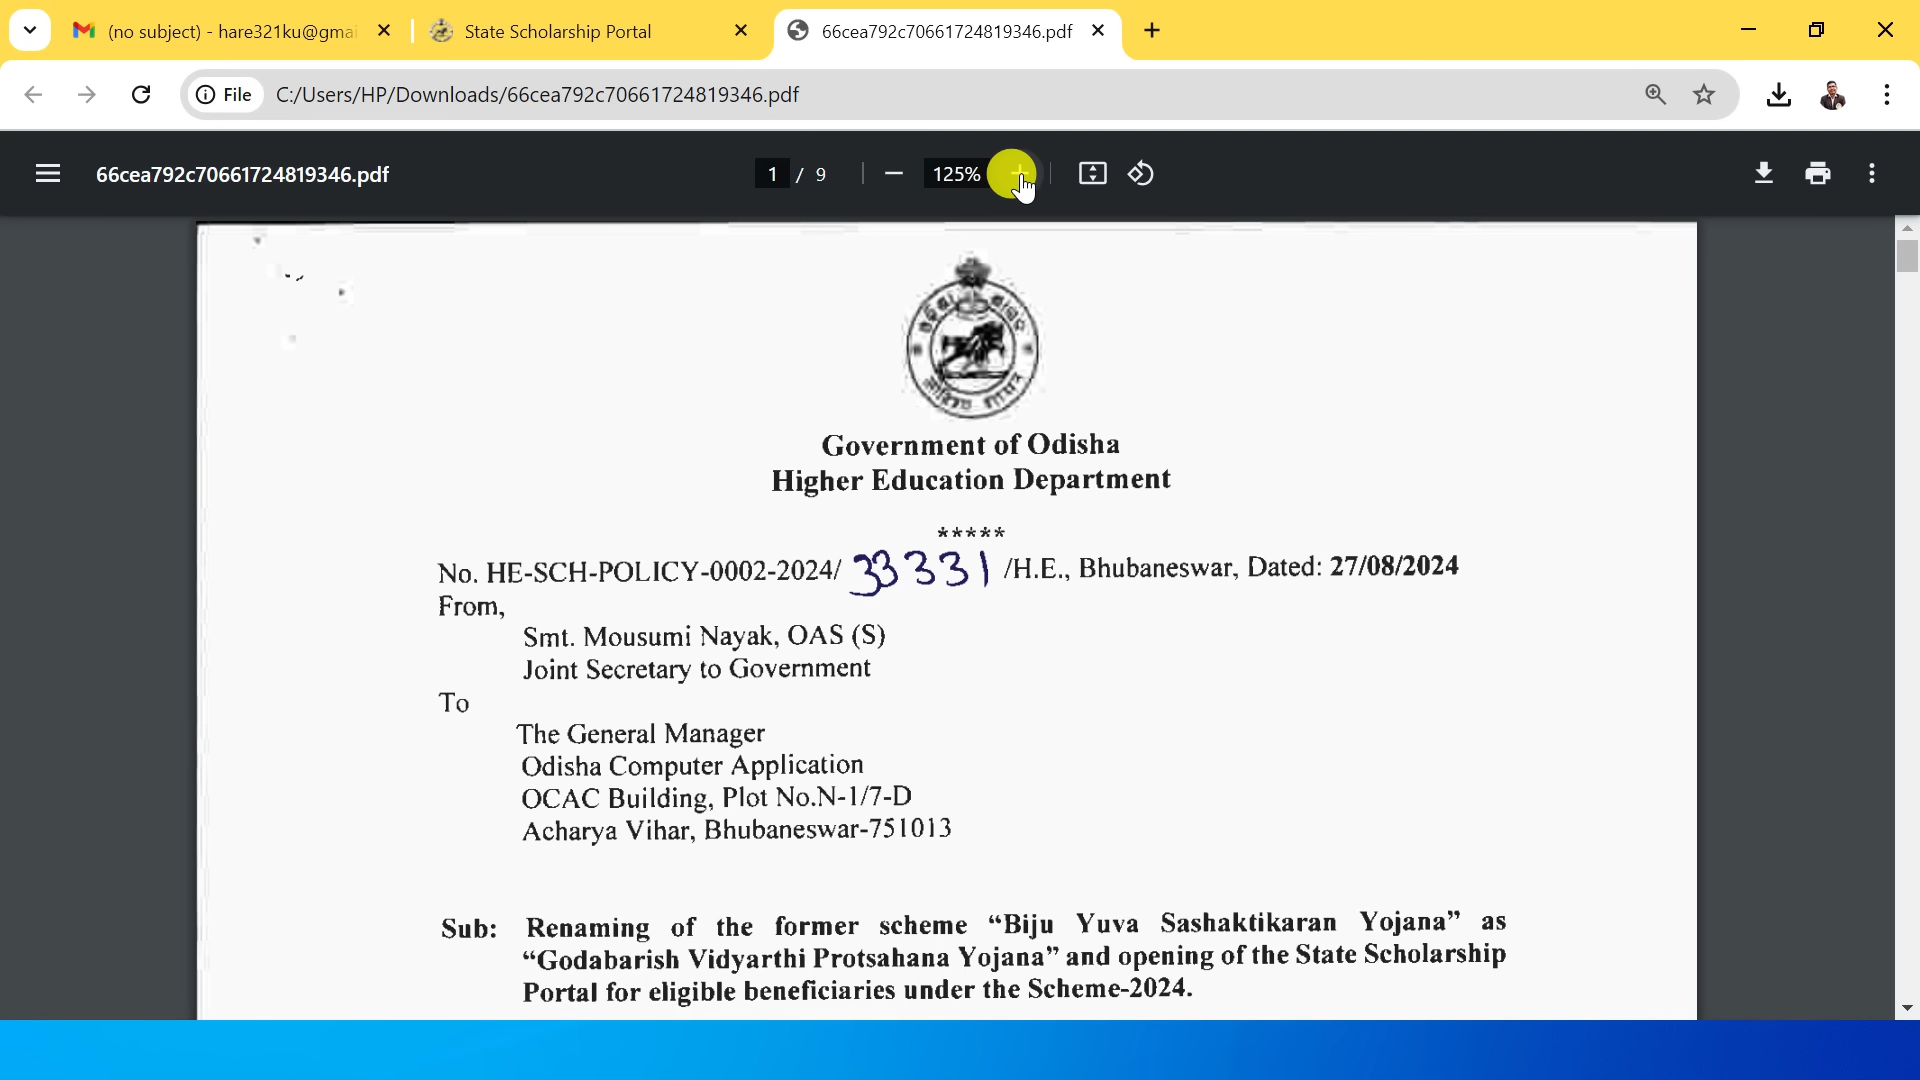 (no subject) - hare321ku@gmai
State Scholarship Portal
66cea792c70661724819346.pdf
File
C:/Users/HP/Downloads/66cea792c70661724819346.pdf
66cea792c70661724819346.pdf
1 / 9
125%
Government of Odisha
Higher Education Department
*****
No. HE-SCH-POLICY-0002-2024/ 33331 /H.E., Bhubaneswar, Dated: 27/08/2024
From,
Smt. Mousumi Nayak, OAS (S)
Joint Secretary to Government
To
The General Manager
Odisha Computer Application
OCAC Building, Plot No.N-1/7-D
Acharya Vihar, Bhubaneswar-751013
Sub: Renaming of the former scheme “Biju Yuva Sashaktikaran Yojana” as
“Godabarish Vidyarthi Protsahana Yojana” and opening of the State Scholarship
Portal for eligible beneficiaries under the Scheme-2024.